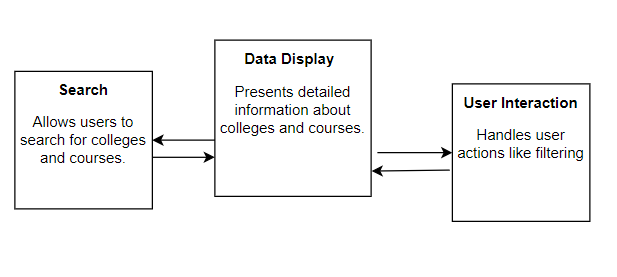 Search
Allows users to
search for colleges
and courses.
Data Display
Presents detailed
information about
colleges and courses.
User Interaction
Handles user
actions like filtering